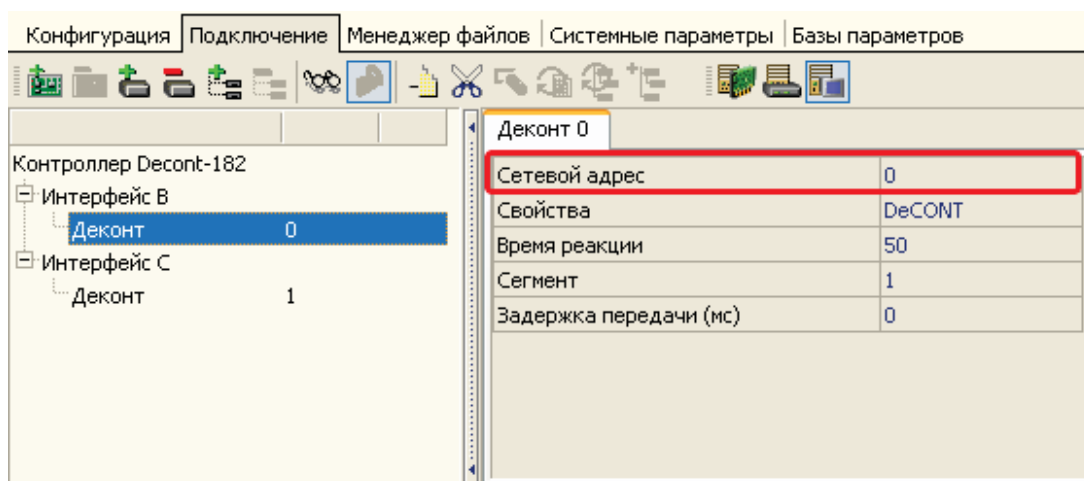 Конфигурация Подключение Менеджер файлов Системные параметры Базы параметров
Деконт 0
Контроллер Decont-182
Интерфейс В
Деконт 0
Интерфейс С
Деконт 1
Сетевой адрес 0
Свойства DeCONT
Время реакции 50
Сегмент 1
Задержка передачи (мс) 0